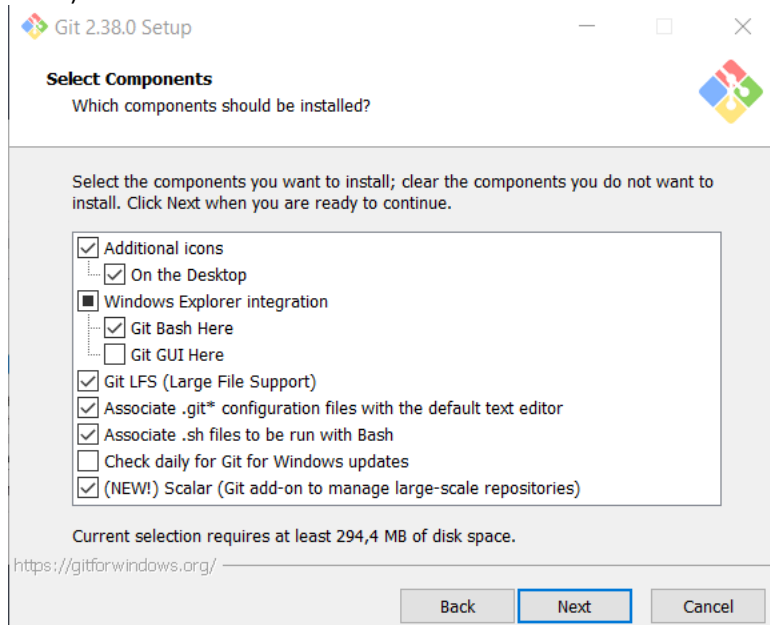 Git 2.38.0 Setup
Select Components
Which components should be installed?
Select the components you want to install; clear the components you do not want to
install. Click Next when you are ready to continue.
Additional icons
On the Desktop
Windows Explorer integration
Git Bash Here
Git GUI Here
Git LFS (Large File Support)
Associate .git* configuration files with the default text editor
Associate .sh files to be run with Bash
Check daily for Git for Windows updates
(NEW!) Scalar (Git add-on to manage large-scale repositories)
Current selection requires at least 294,4 MB of disk space.
https://gitforwindows.org/
Back Next Cancel